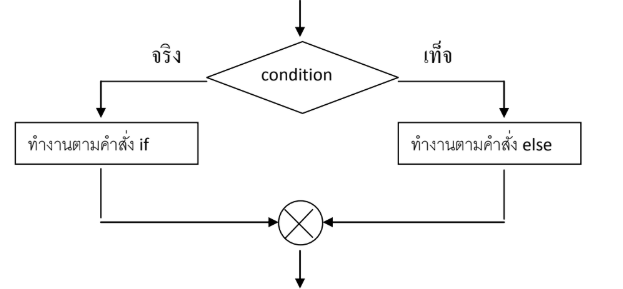 จริง
condition
เท็จ
ทำงานตามคำสั่ง if
ทำงานตามคำสั่ง else